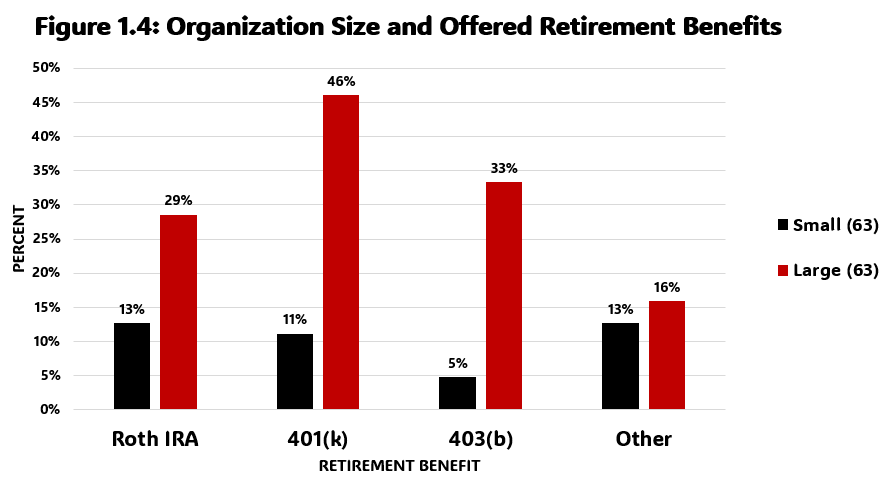 Figure 1.4: Organization Size and Offered Retirement Benefits
50%
45%
40%
35%
30%
25%
20%
15%
10%
5%
0%
PERCENT
13%
29%
11%
46%
5%
33%
13%
16%
Roth IRA
401(k)
403(b)
Other
RETIREMENT BENEFIT
Small (63)
Large (63)